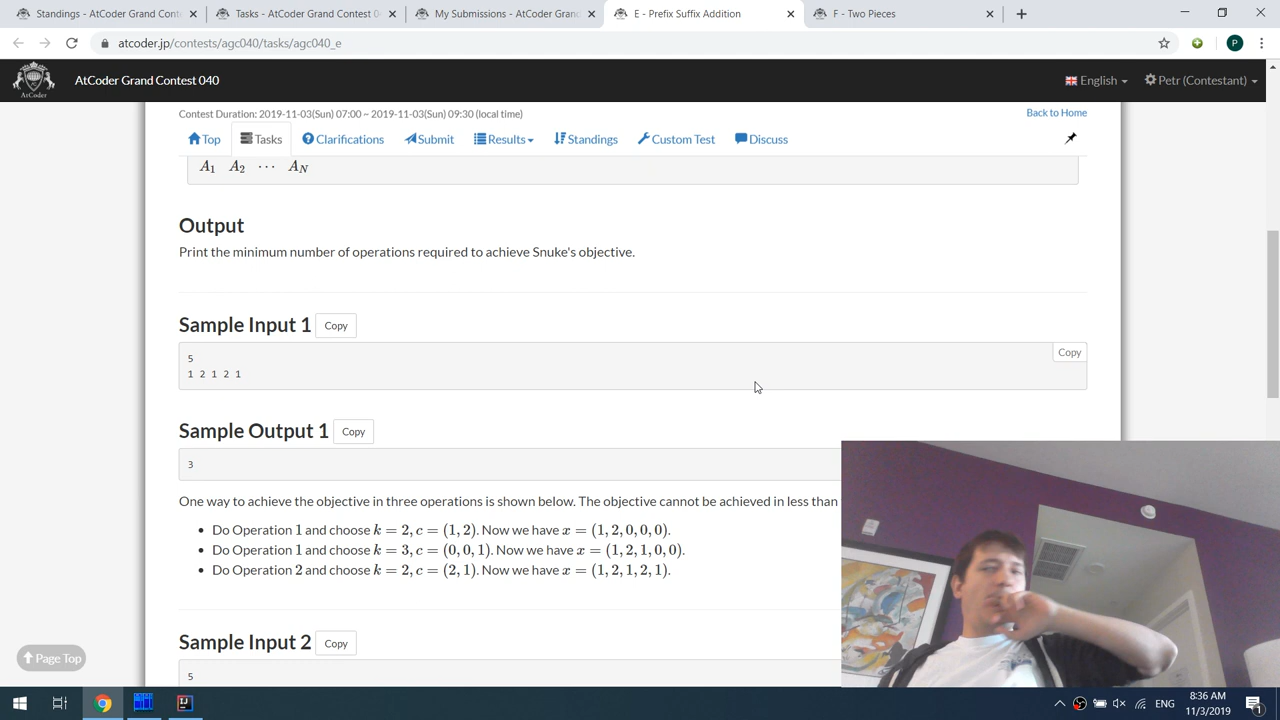 Standings - AtCoder Grand Cont
Tasks - AtCoder Grand Contest 0
My Submissions - AtCoder Grand
E - Prefix Suffix Addition
F - Two Pieces
atcoder.jp/contests/agc040/tasks/agc040_e
P
AtCoder Grand Contest 040
English
Petr (Contestant)
Contest Duration: 2019-11-03(Sun) 07:00 ~ 2019-11-03(Sun) 09:30 (local time)
Back to Home
Top
Tasks
Clarifications
Submit
Results
Standings
Custom Test
Discuss
A₁ A₂ ⋯ A_N
Output
Print the minimum number of operations required to achieve Snuke's objective.
Sample Input 1
Copy
Copy
5
1 2 1 2 1
Sample Output 1
Copy
3
One way to achieve the objective in three operations is shown below. The objective cannot be achieved in less than
• Do Operation 1 and choose k = 2, c = (1, 2). Now we have x = (1, 2, 0, 0, 0).
• Do Operation 1 and choose k = 3, c = (0, 0, 1). Now we have x = (1, 2, 1, 0, 0).
• Do Operation 2 and choose k = 2, c = (2, 1). Now we have x = (1, 2, 1, 2, 1).
Sample Input 2
Copy
5
Page Top
ENG
8:36 AM
11/3/2019